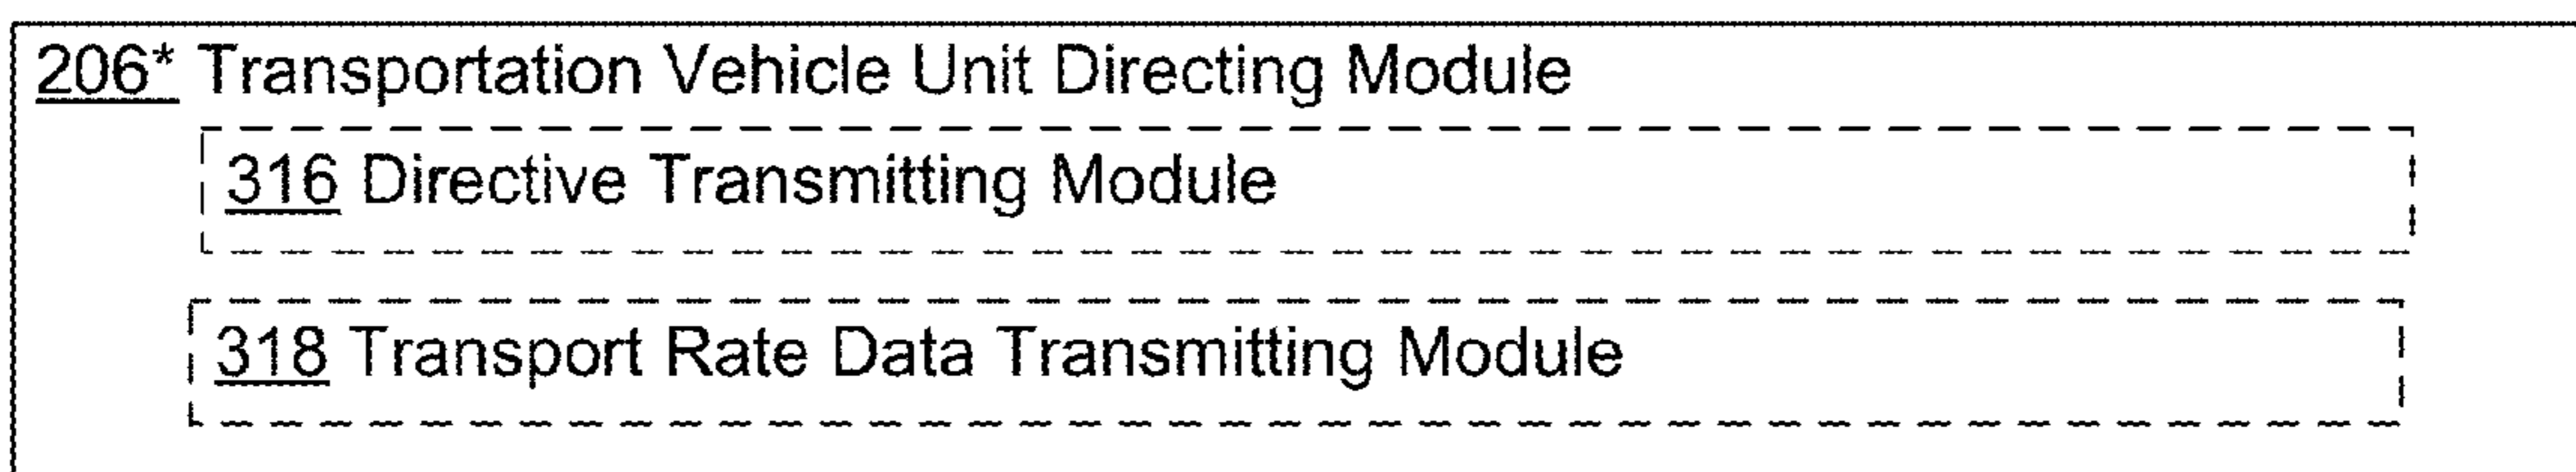 206* Transportation Vehicle Unit Directing Module
316 Directive Transmitting Module
318 Transport Rate Data Transmitting Module